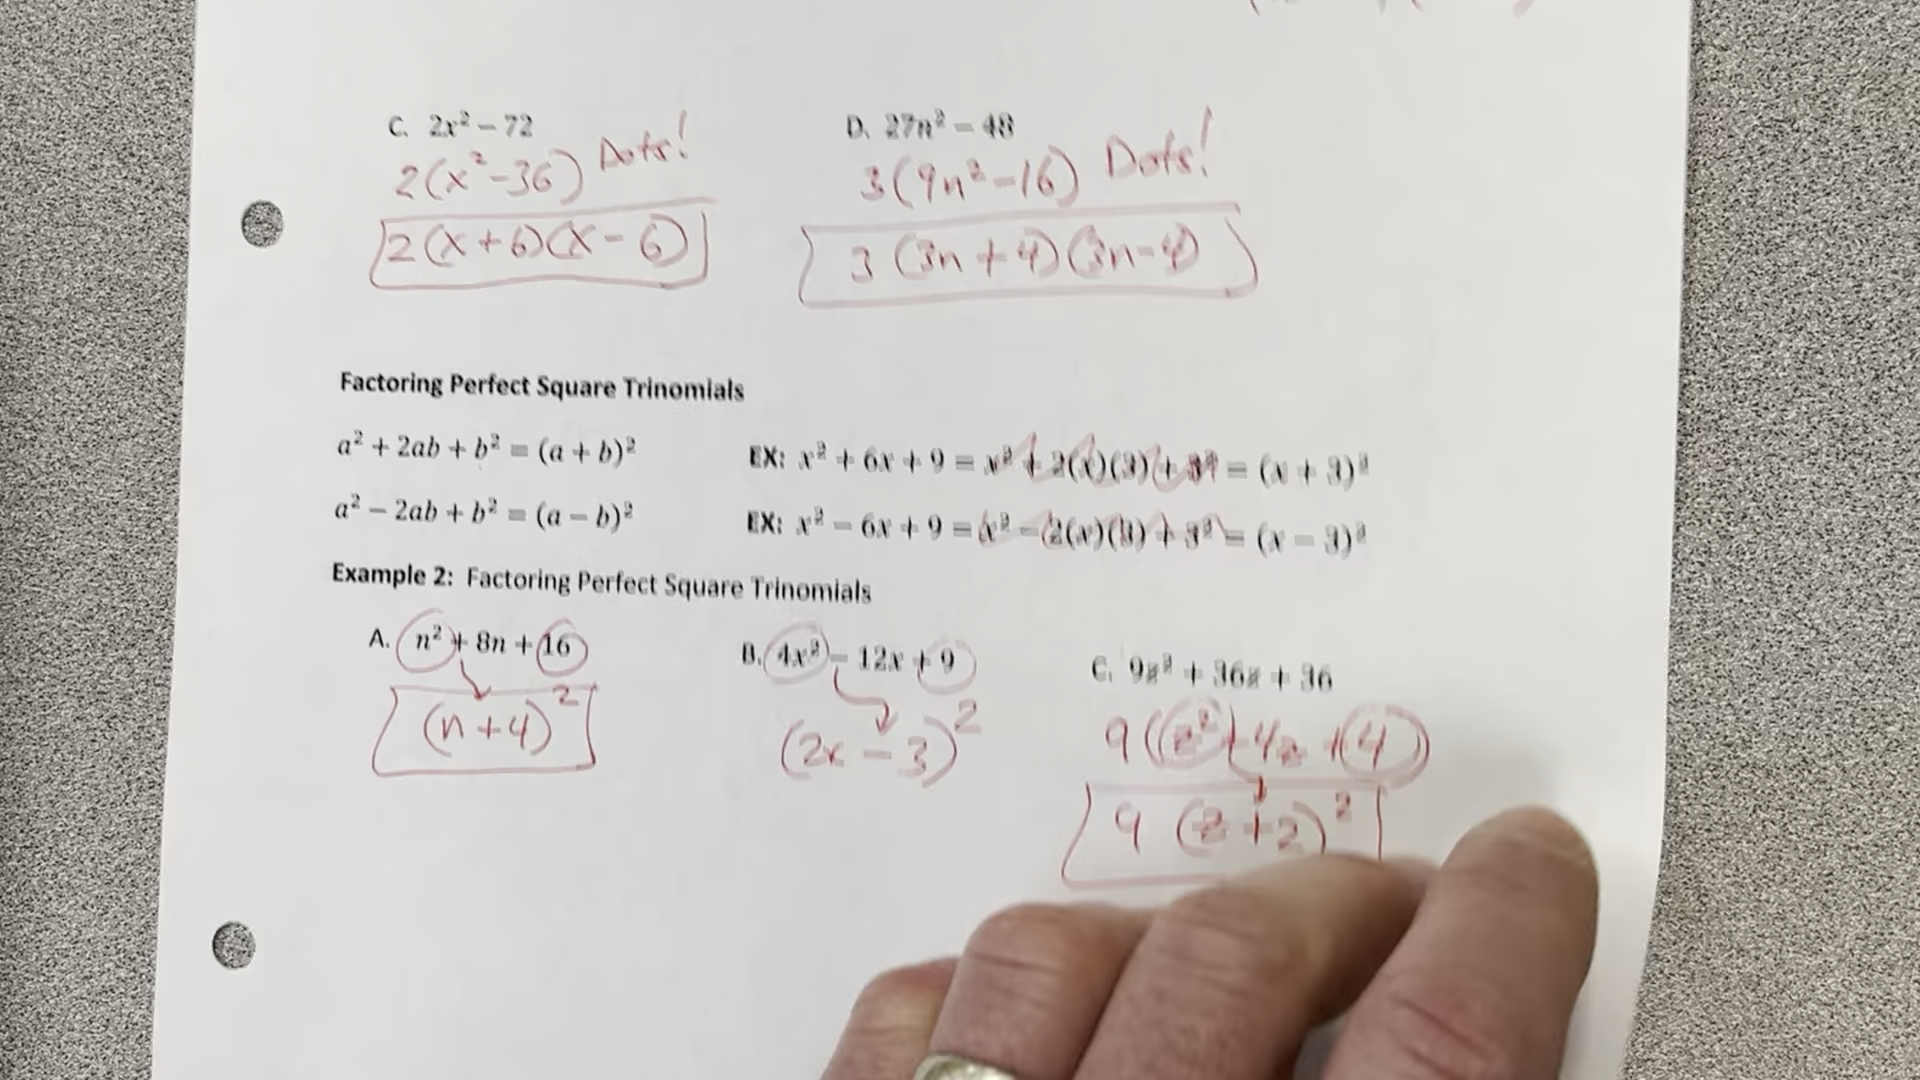 C. 2x² – 72
Dots!
2(x²-36)
2(x+6)(x-6)
D. 27n² – 48
3(9n²-16) Dots!
3(3n+4)(3n-4)
Factoring Perfect Square Trinomials
a² + 2ab + b² = (a + b)²
EX: x² + 6x + 9 = x² + 2(x)(3) + 3² = (x + 3)²
a² – 2ab + b² = (a – b)²
EX: x² – 6x + 9 = x² – 2(x)(3) + 3² = (x – 3)²
Example 2: Factoring Perfect Square Trinomials
A. n² + 8n + 16
(n+4)²
B. 4x² – 12x + 9
(2x-3)²
C. 9z² + 36z + 36
9(z²+4z+4)
9(z+2)²